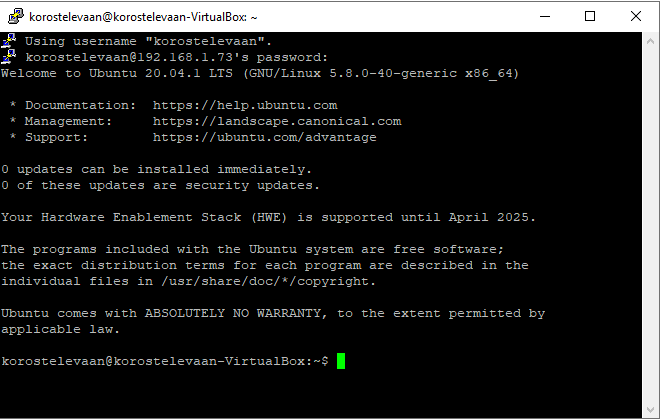 korostelevaan@korostelevaan-VirtualBox: ~
Using username "korostelevaan".
korostelevaan@192.168.1.73's password:
Welcome to Ubuntu 20.04.1 LTS (GNU/Linux 5.8.0-40-generic x86_64)
* Documentation:  https://help.ubuntu.com
* Management:     https://landscape.canonical.com
* Support:        https://ubuntu.com/advantage
0 updates can be installed immediately.
0 of these updates are security updates.
Your Hardware Enablement Stack (HWE) is supported until April 2025.
The programs included with the Ubuntu system are free software;
the exact distribution terms for each program are described in the
individual files in /usr/share/doc/*/copyright.
Ubuntu comes with ABSOLUTELY NO WARRANTY, to the extent permitted by
applicable law.
korostelevaan@korostelevaan-VirtualBox:~$